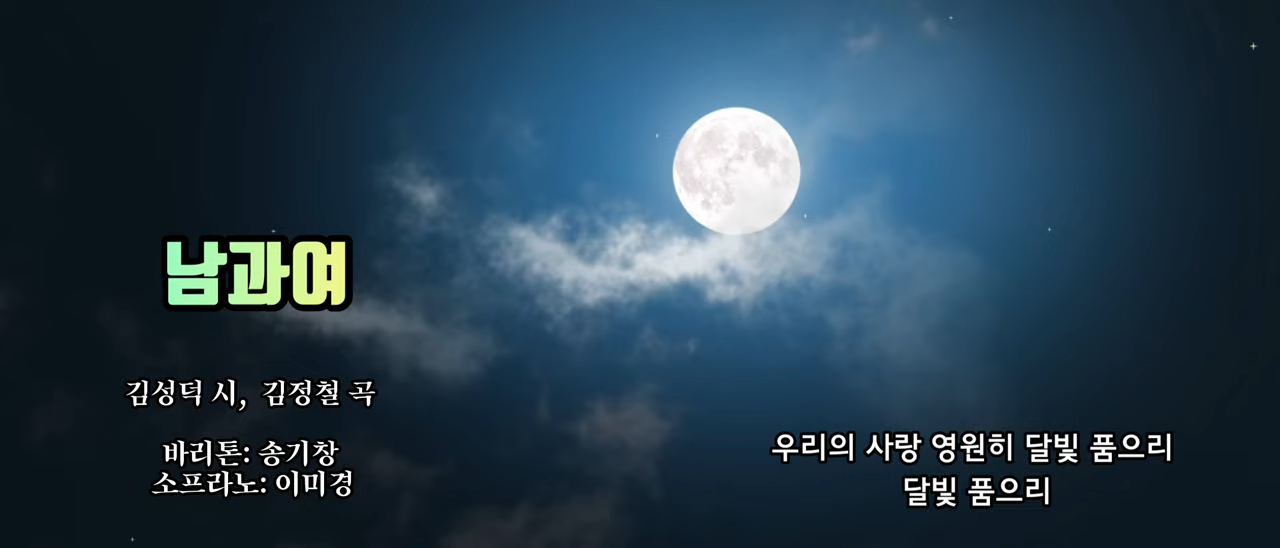 남과여
김성덕 시, 김정철 곡
바리톤: 송기창
소프라노: 이미경
우리의 사랑 영원히 달빛 품으리
달빛 품으리